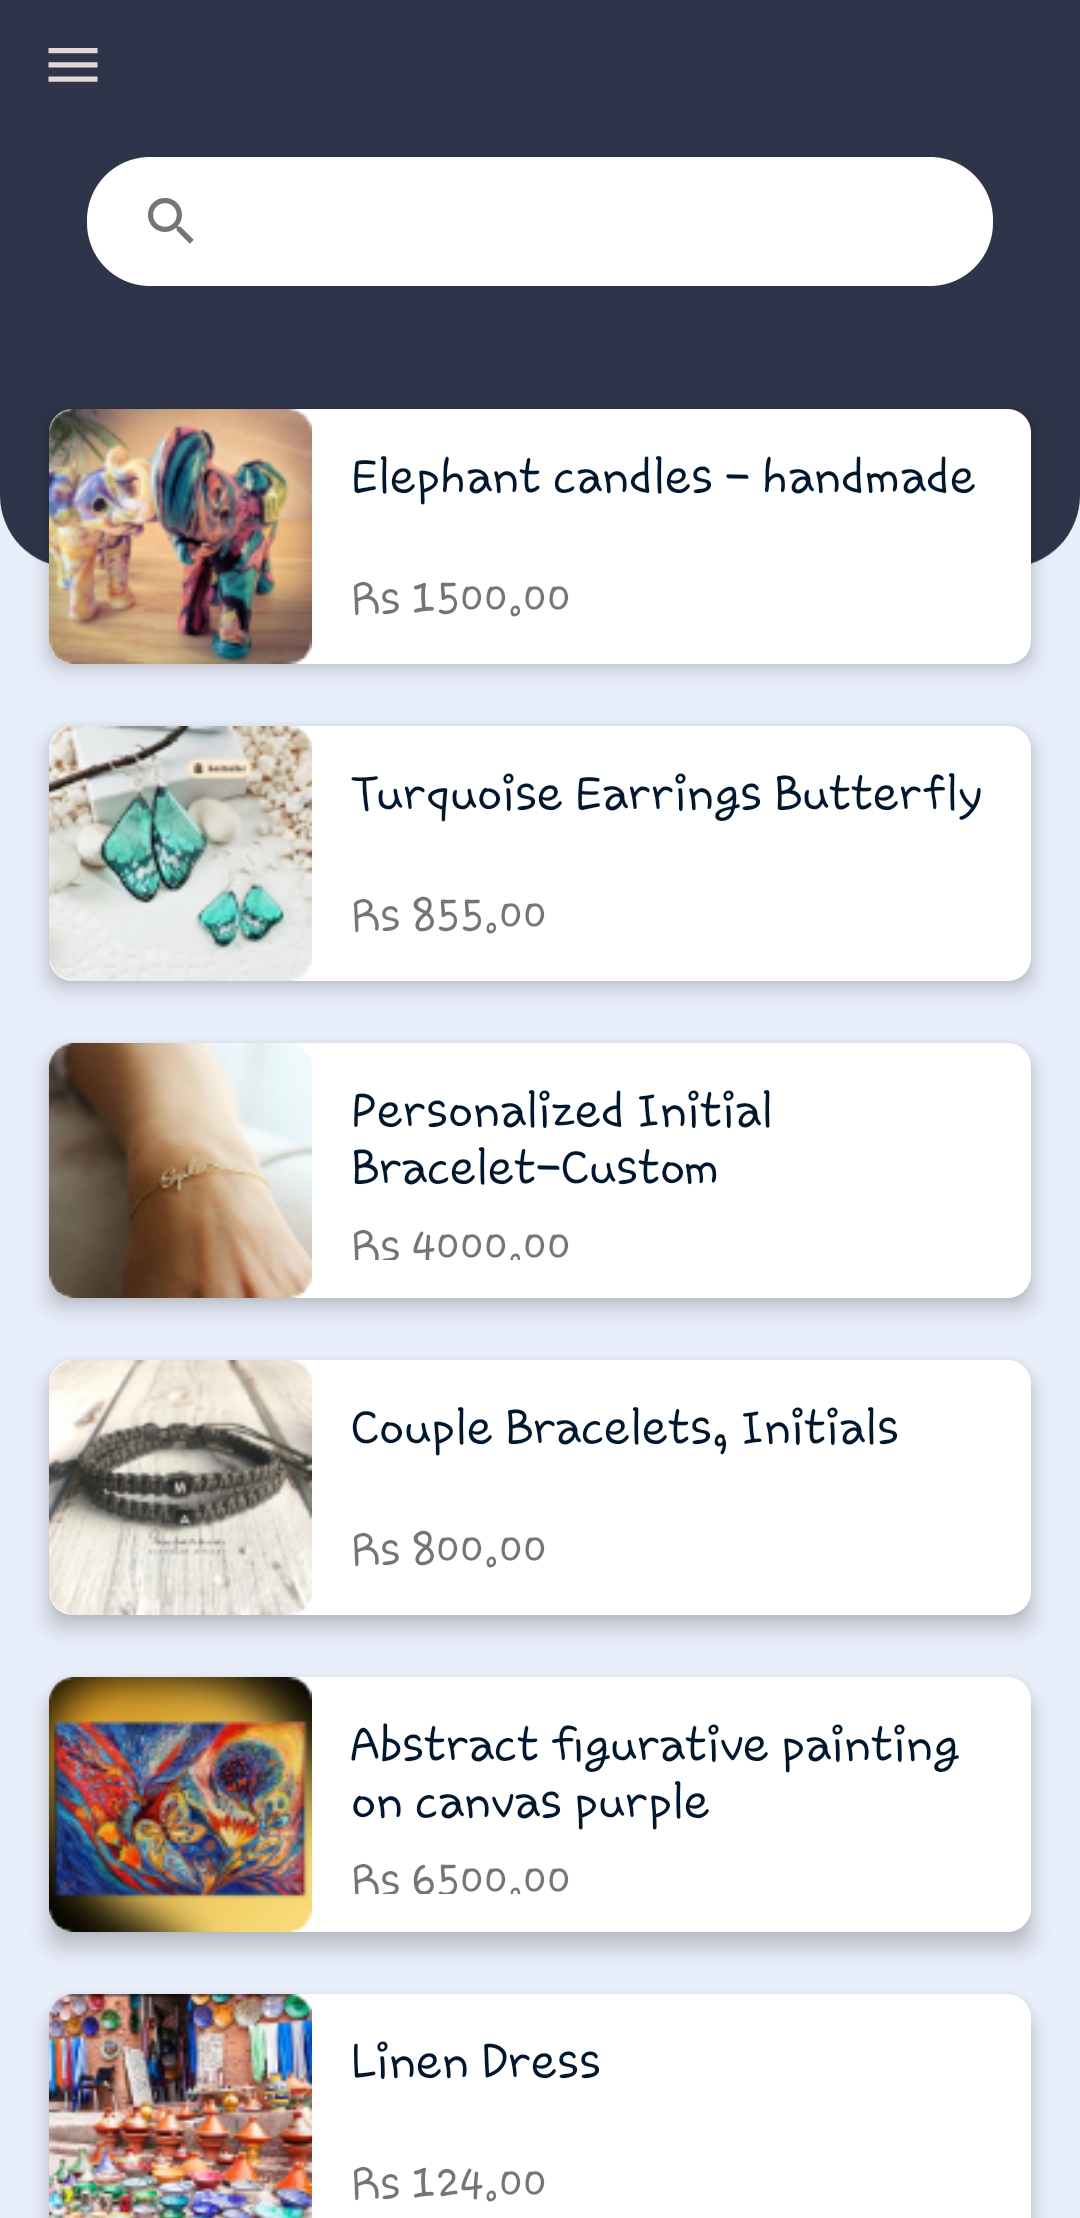 Elephant candles - handmade
Rs 1500.00
Turquoise Earrings Butterfly
Rs 855.00
Personalized Initial
Bracelet-Custom
Rs 4000.00
Couple Bracelets, Initials
Rs 800.00
Abstract figurative painting
on canvas purple
Rs 6500.00
Linen Dress
Rs 124.00